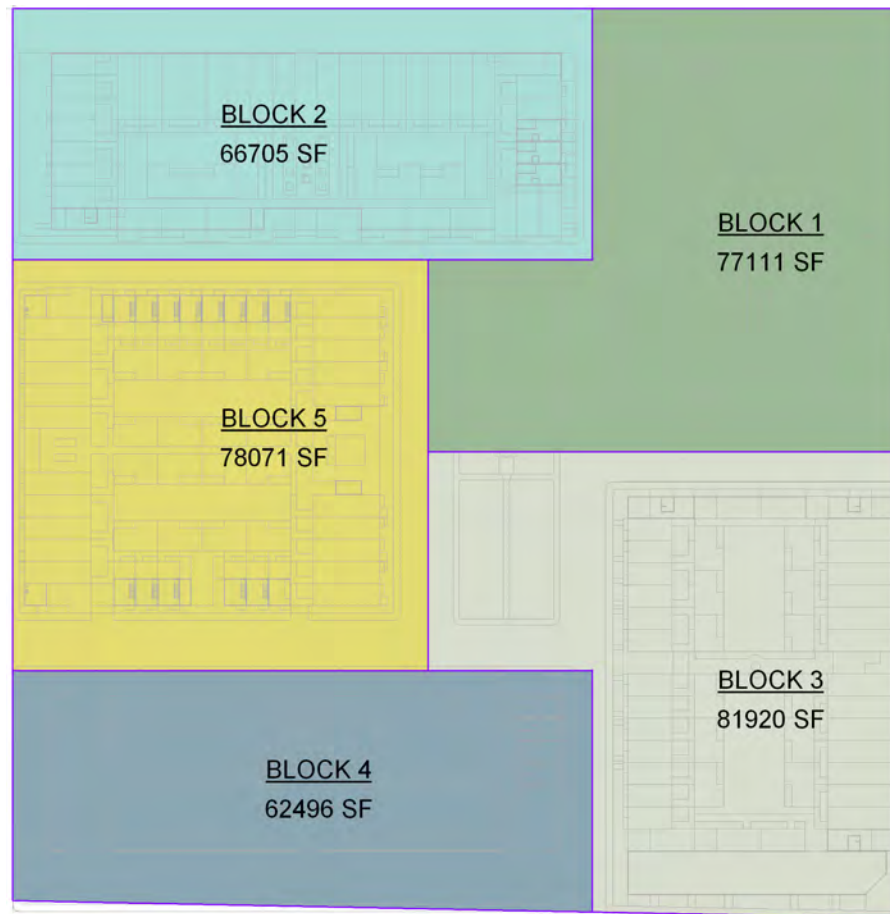 BLOCK 2
66705 SF
BLOCK 1
77111 SF
BLOCK 5
78071 SF
BLOCK 3
81920 SF
BLOCK 4
62496 SF